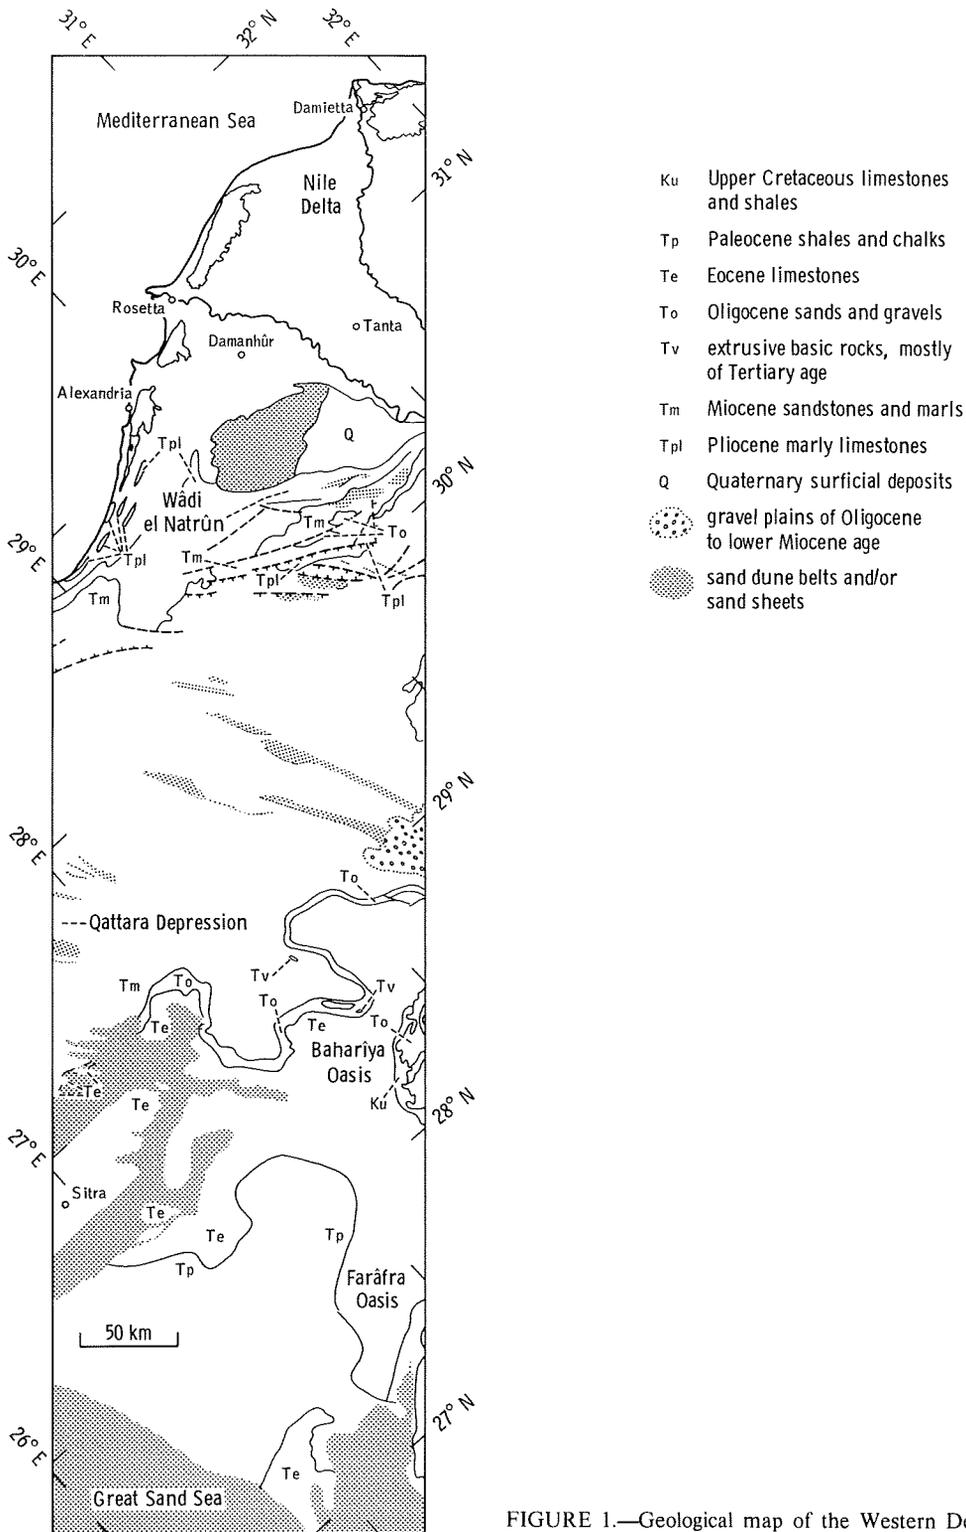 31° E
32° N
32° E
Damietta
Mediterranean Sea
31° N
Nile
Delta
30° E
Rosetta
Tanta
Damanhûr
Alexandria
Q
Tpl
30° N
Wâdi
el Natrûn
Tm
To
29° E
Tpl
Tm
Tpl
Tm
Tpl
29° N
28° E
To
Qattara Depression
Tv
Tm
To
Tv
To
Te
Te
To
Baharîya
Oasis
Te
Te
Ku
28° N
27° E
Sitra
Te
Te
Tp
Tp
Farâfra
Oasis
50 km
27° N
26° E
Te
Great Sand Sea
Ku Upper Cretaceous limestones
and shales
Tp Paleocene shales and chalks
Te Eocene limestones
To Oligocene sands and gravels
Tv extrusive basic rocks, mostly
of Tertiary age
Tm Miocene sandstones and marls
Tpl Pliocene marly limestones
Q Quaternary surficial deposits
gravel plains of Oligocene
to lower Miocene age
sand dune belts and/or
sand sheets
FIGURE 1.—Geological map of the Western